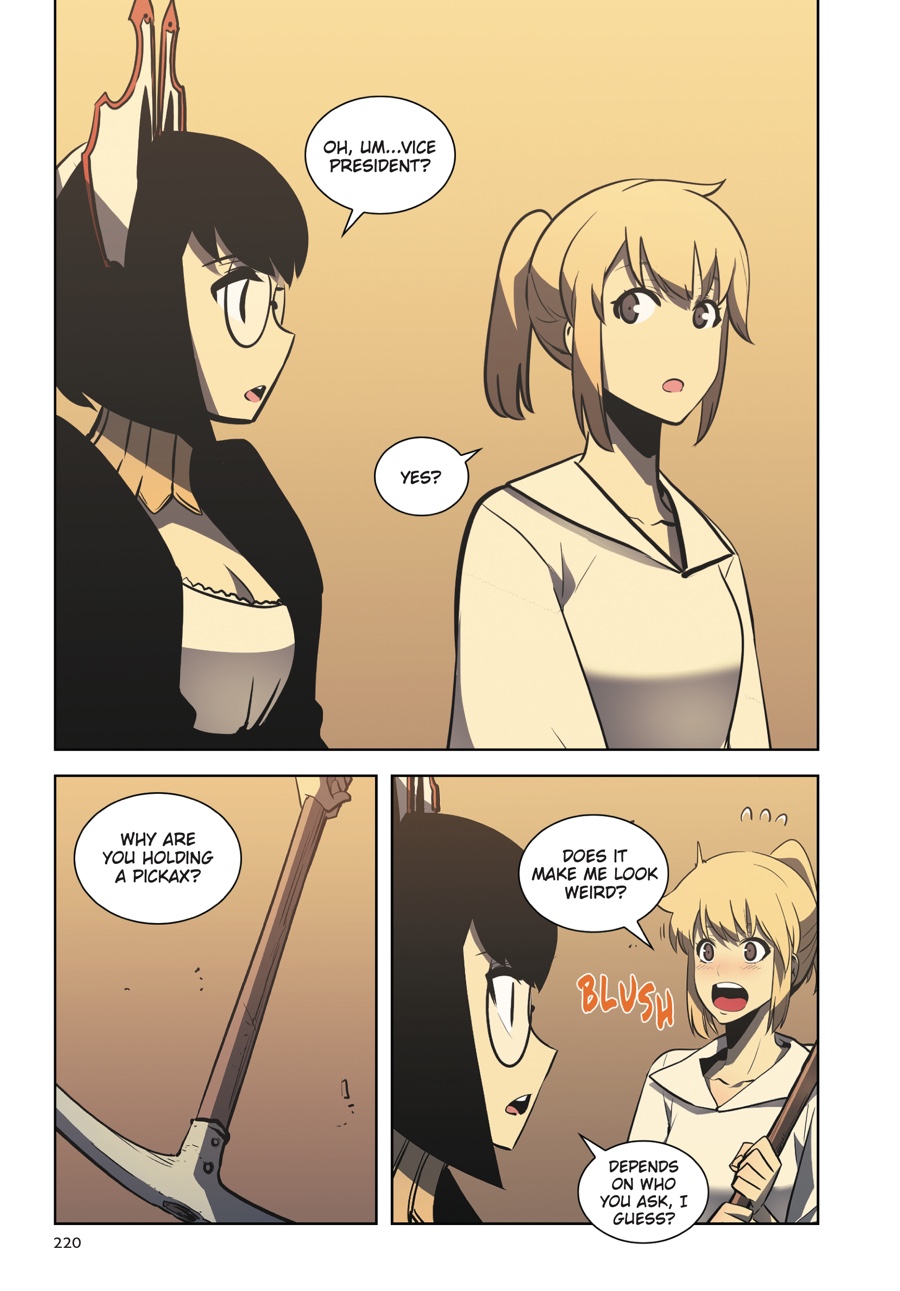 OH, UM...VICE
PRESIDENT?
YES?
WHY ARE
YOU HOLDING
A PICKAX?
DOES IT
MAKE ME LOOK
WEIRD?
BLUSH
DEPENDS
ON WHO
YOU ASK, I
GUESS?
220